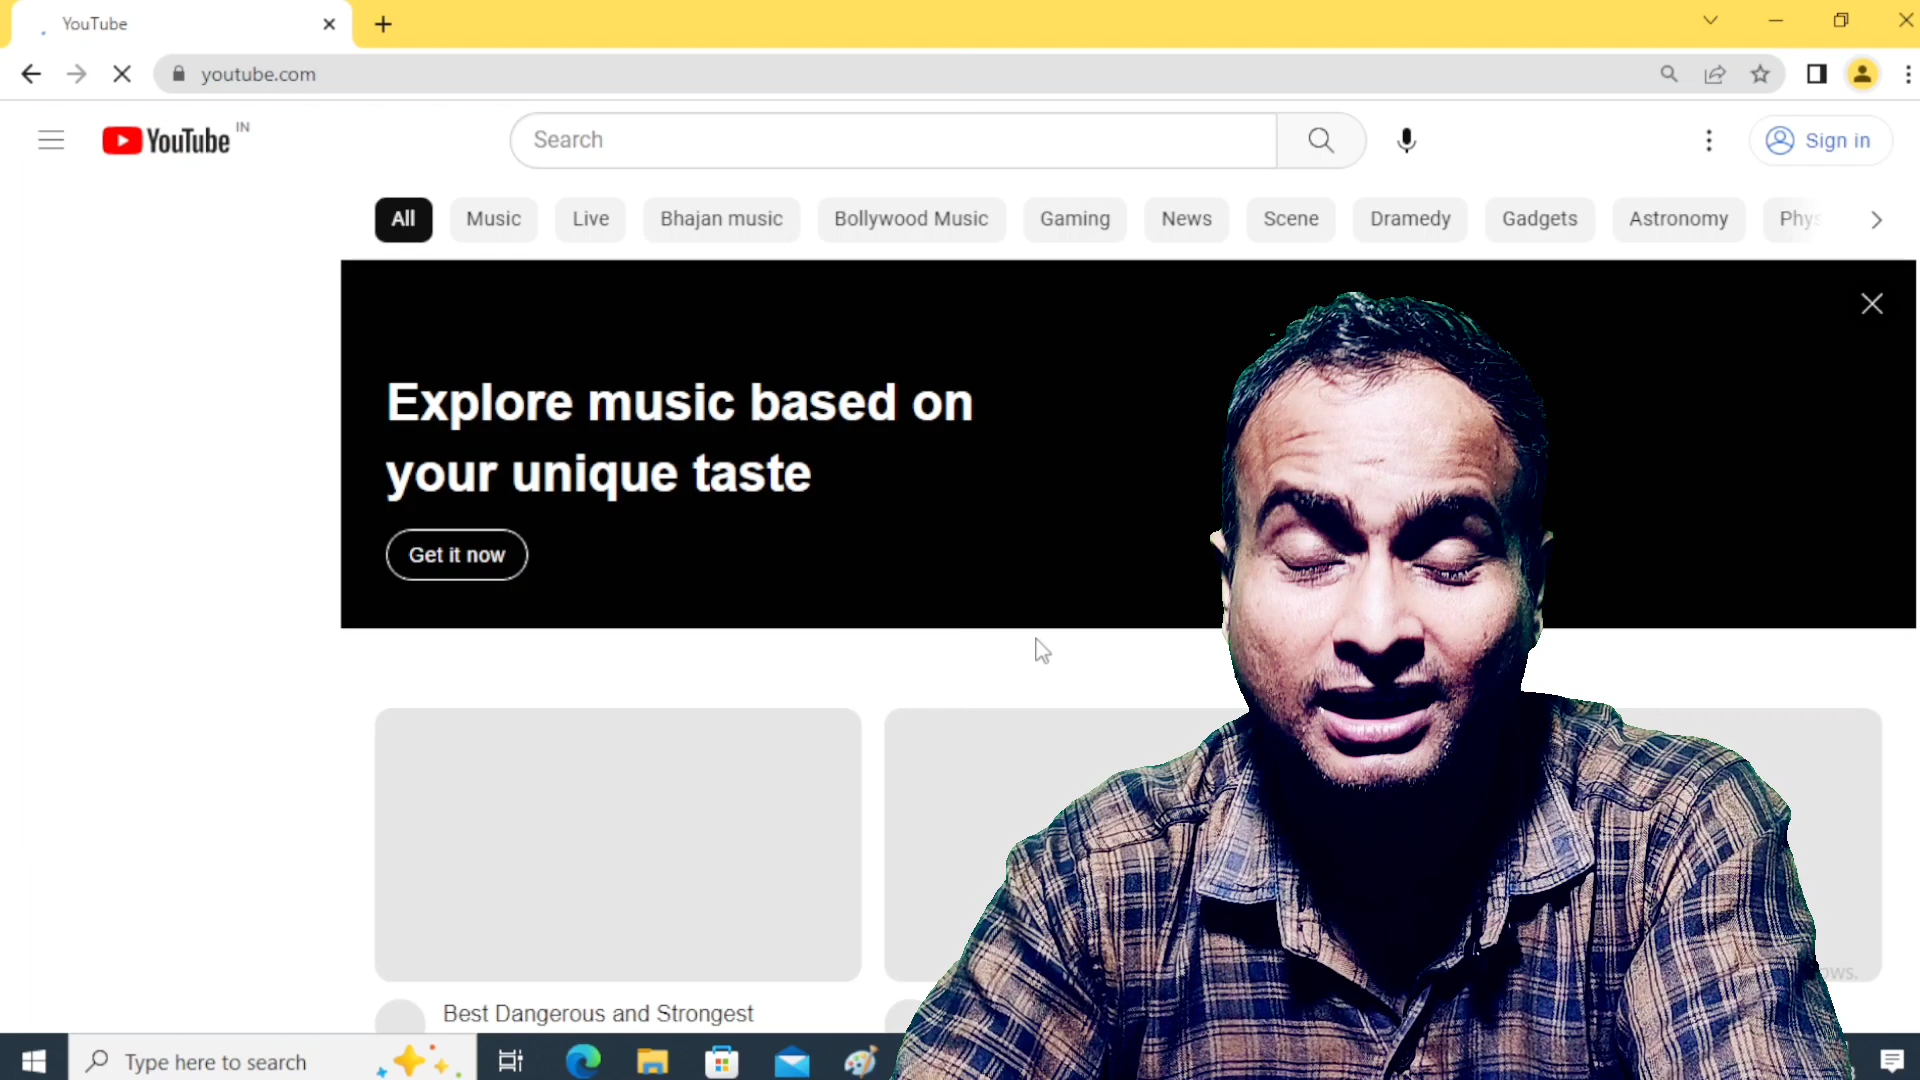 YouTube
youtube.com
YouTube IN
Search
Sign in
All Music Live Bhajan music Bollywood Music Gaming News Scene Dramedy Gadgets Astronomy
Explore music based on
your unique taste
Get it now
Best Dangerous and Strongest
Type here to search